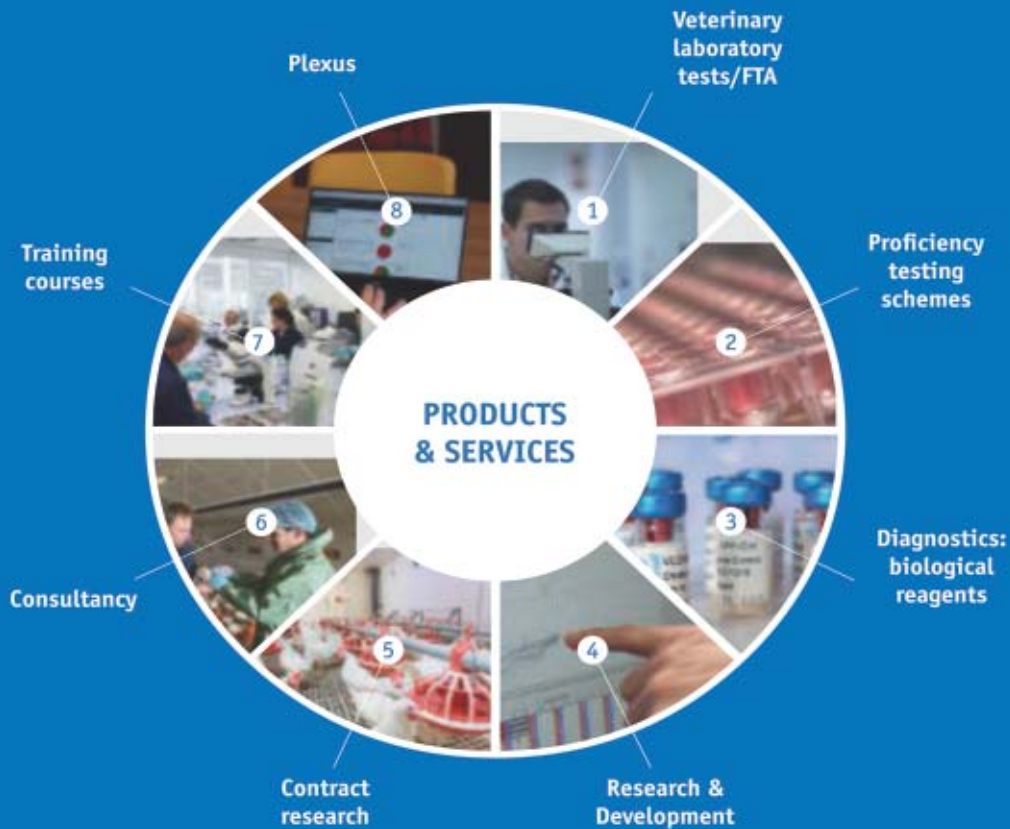 PRODUCTS
& SERVICES
1
Veterinary
laboratory
tests/FTA
2
Proficiency
testing
schemes
3
Diagnostics:
biological
reagents
4
Research &
Development
5
Contract
research
6
Consultancy
7
Training
courses
8
Plexus